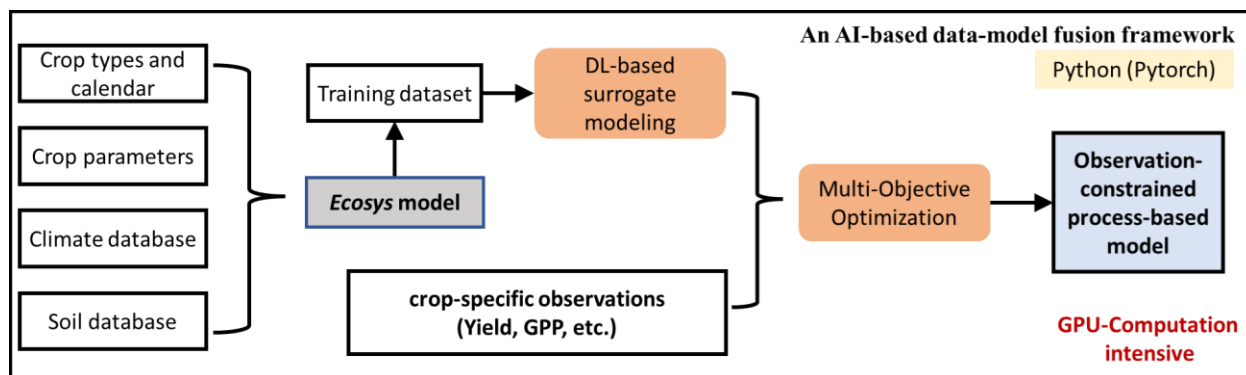 An AI-based data-model fusion framework
Python (Pytorch)
Crop types and
calendar
Crop parameters
Climate database
Soil database
Training dataset
Ecosys model
DL-based
surrogate
modeling
crop-specific observations
(Yield, GPP, etc.)
Multi-Objective
Optimization
Observation-
constrained
process-based
model
GPU-Computation
intensive